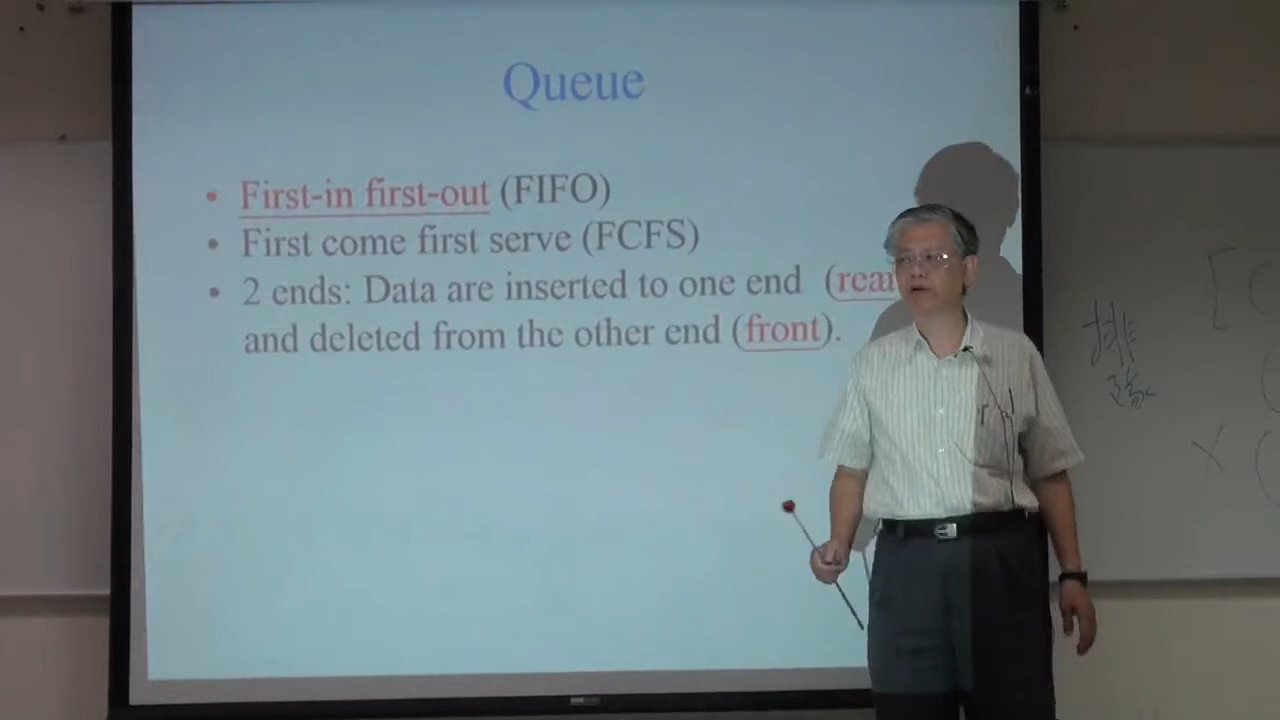 Queue
• First-in first-out (FIFO)
• First come first serve (FCFS)
• 2 ends: Data are inserted to one end (rear
and deleted from the other end (front).
排